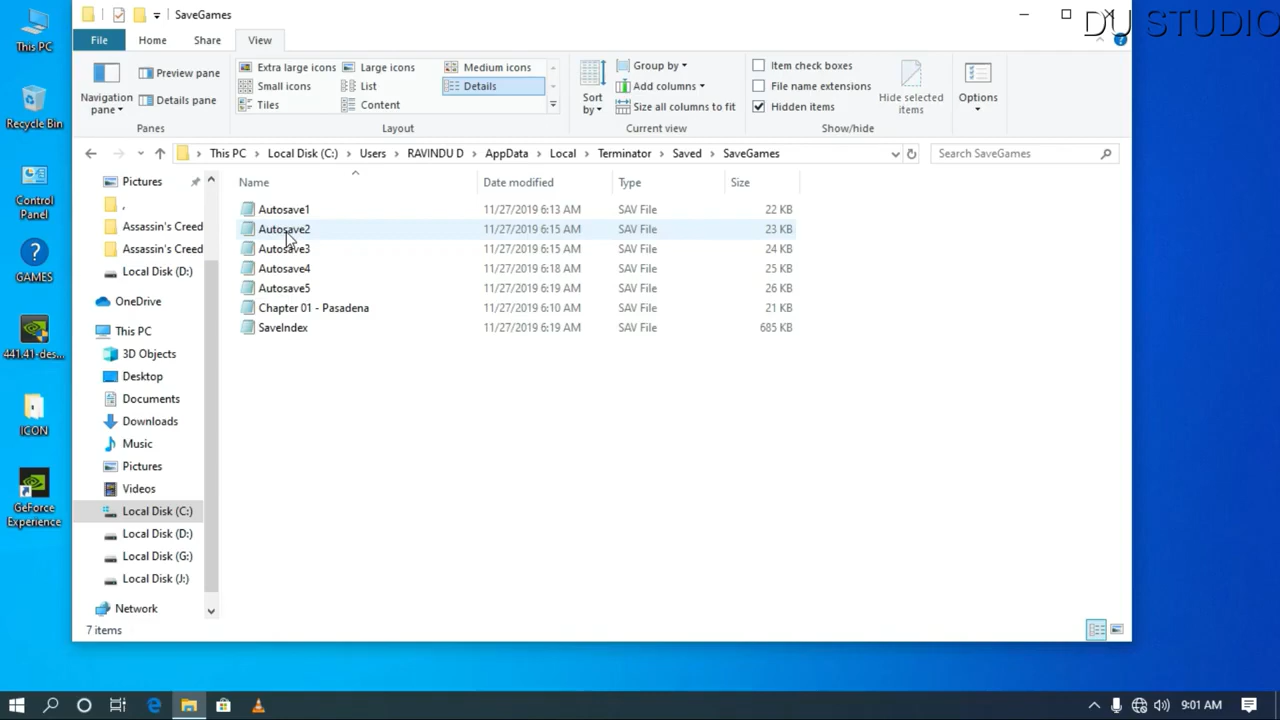 SaveGames
DU STUDIO
File Home Share View
Navigation pane
Preview pane
Details pane
Panes
Extra large icons Large icons Medium icons
Small icons List Details
Tiles Content
Layout
Sort by
Group by
Add columns
Size all columns to fit
Current view
Item check boxes
File name extensions
Hidden items
Hide selected items
Show/hide
Options
This PC > Local Disk (C:) > Users > RAVINDU D > AppData > Local > Terminator > Saved > SaveGames
Search SaveGames
Name Date modified Type Size
Autosave1 11/27/2019 6:13 AM SAV File 22 KB
Autosave2 11/27/2019 6:15 AM SAV File 23 KB
Autosave3 11/27/2019 6:15 AM SAV File 24 KB
Autosave4 11/27/2019 6:18 AM SAV File 25 KB
Autosave5 11/27/2019 6:19 AM SAV File 26 KB
Chapter 01 - Pasadena 11/27/2019 6:10 AM SAV File 21 KB
SaveIndex 11/27/2019 6:19 AM SAV File 685 KB
Pictures
,
Assassin's Creed
Assassin's Creed
Local Disk (D:)
OneDrive
This PC
3D Objects
Desktop
Documents
Downloads
Music
Pictures
Videos
Local Disk (C:)
Local Disk (D:)
Local Disk (G:)
Local Disk (J:)
Network
7 items
This PC
Recycle Bin
Control Panel
GAMES
441.41-des...
ICON
GeForce Experience
9:01 AM